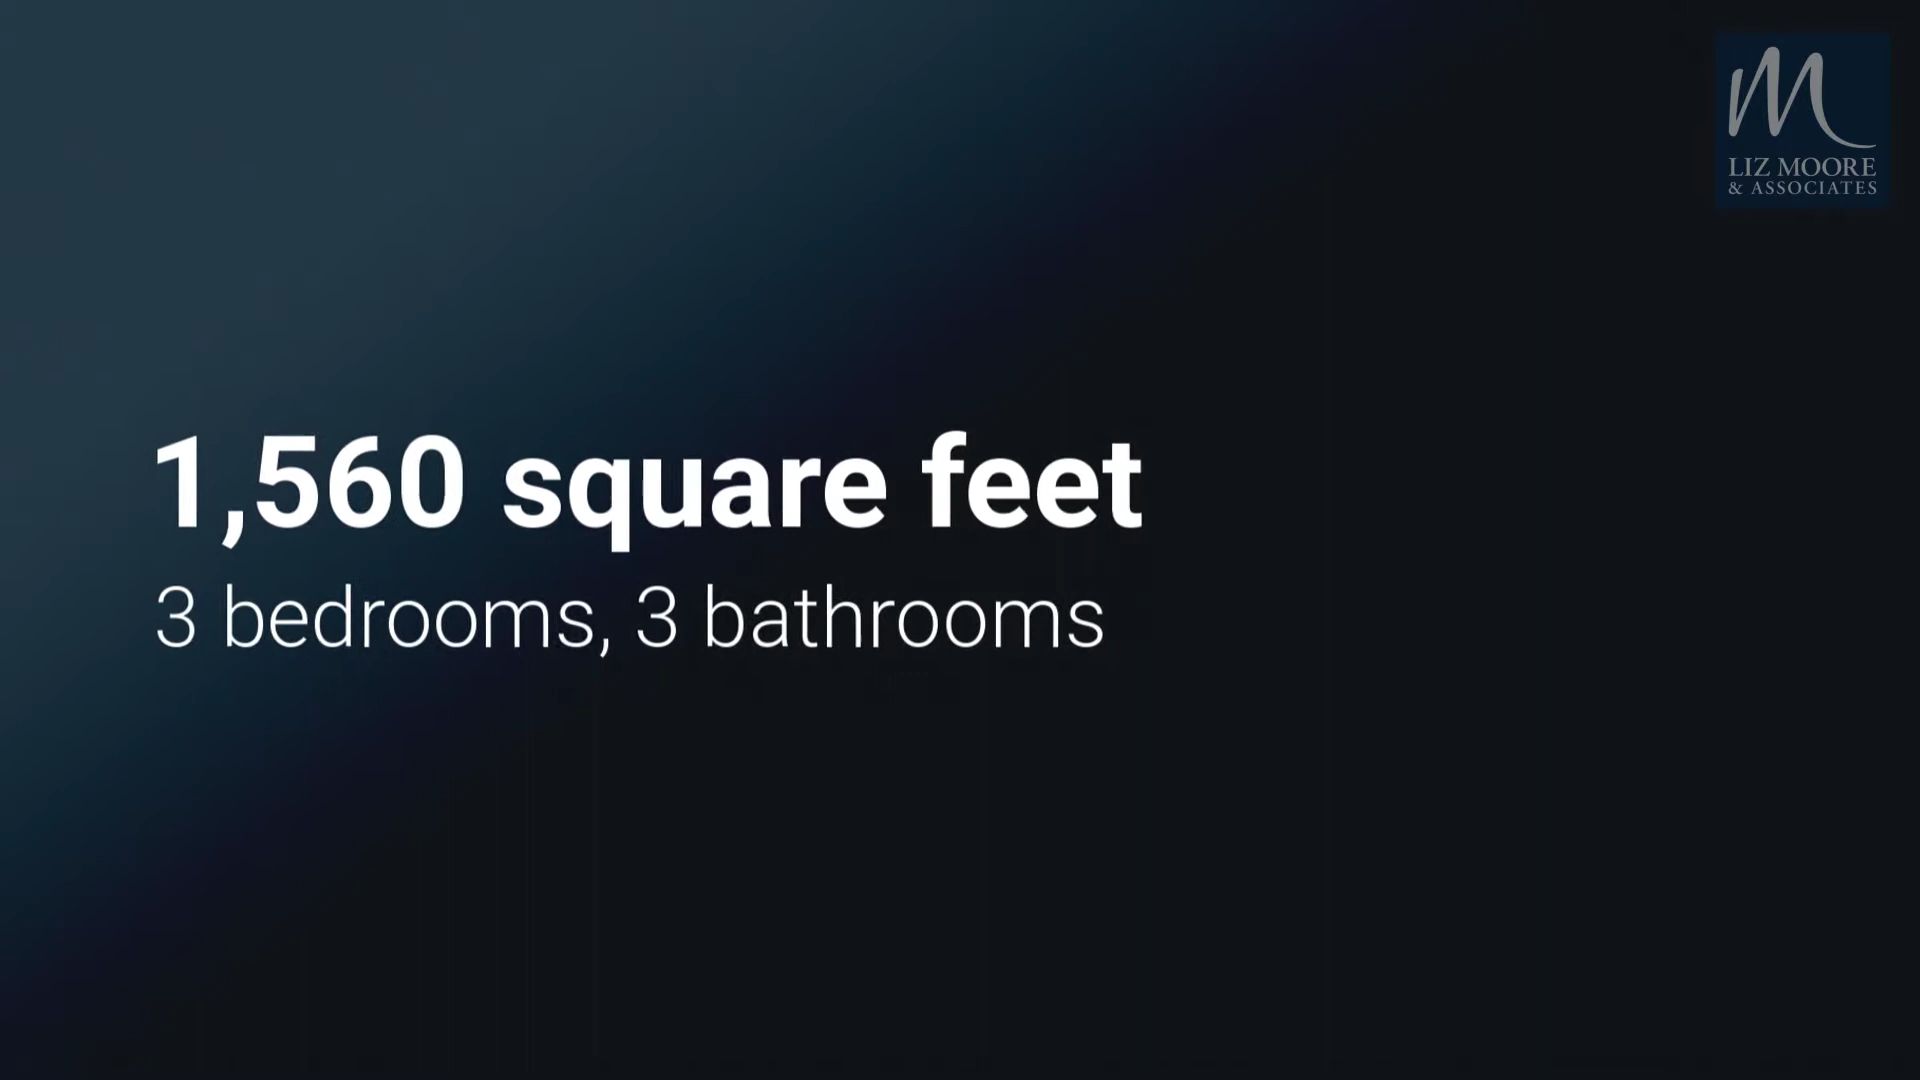 LIZ MOORE
& ASSOCIATES
1,560 square feet
3 bedrooms, 3 bathrooms